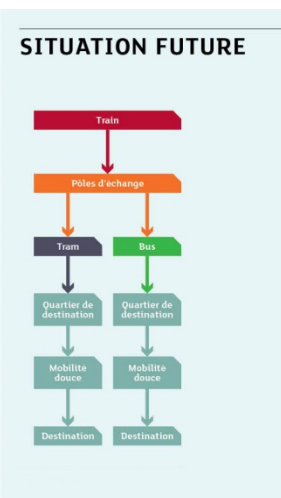 SITUATION FUTURE
Train
Pôles d'échange
Tram
Bus
Quartier de
destination
Quartier de
destination
Mobilité
douce
Mobilité
douce
Destination
Destination